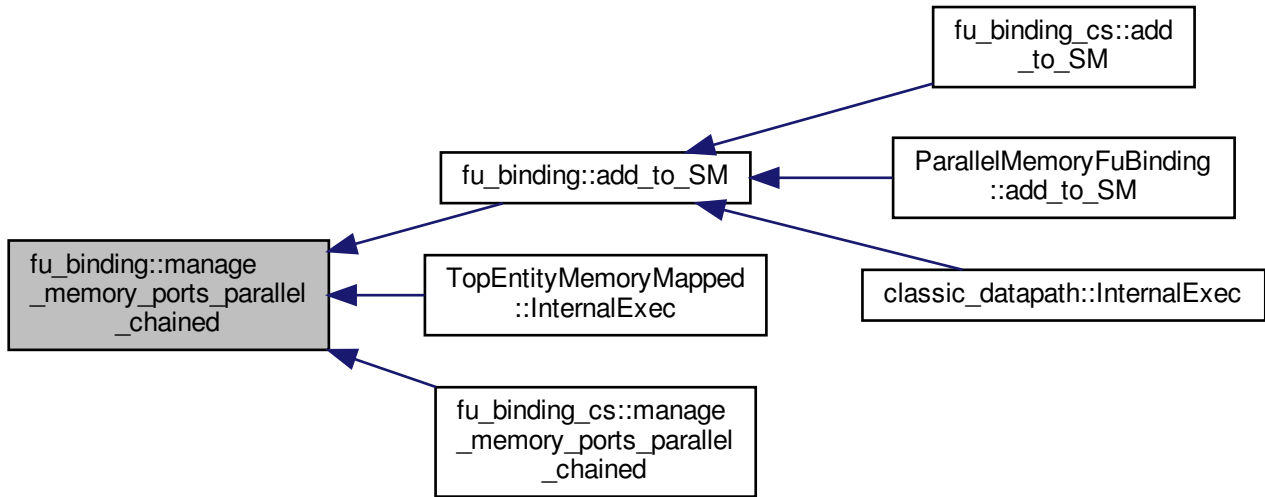 fu_binding::manage
_memory_ports_parallel
_chained
fu_binding::add_to_SM
fu_binding_cs::add
_to_SM
ParallelMemoryFuBinding
::add_to_SM
classic_datapath::InternalExec
TopEntityMemoryMapped
::InternalExec
fu_binding_cs::manage
_memory_ports_parallel
_chained